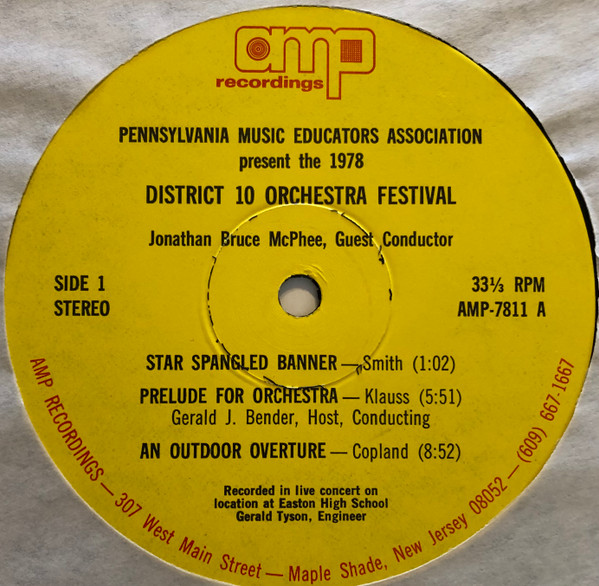 amp
recordings
PENNSYLVANIA MUSIC EDUCATORS ASSOCIATION
present the 1978
DISTRICT 10 ORCHESTRA FESTIVAL
Jonathan Bruce McPhee, Guest Conductor
SIDE 1
STEREO
33⅓ RPM
AMP-7811 A
STAR SPANGLED BANNER — Smith (1:02)
PRELUDE FOR ORCHESTRA — Klauss (5:51)
Gerald J. Bender, Host, Conducting
AN OUTDOOR OVERTURE — Copland (8:52)
Recorded in live concert on
location at Easton High School
Gerald Tyson, Engineer
AMP RECORDINGS — 307 West Main Street — Maple Shade, New Jersey 08052 — (609) 667-1667